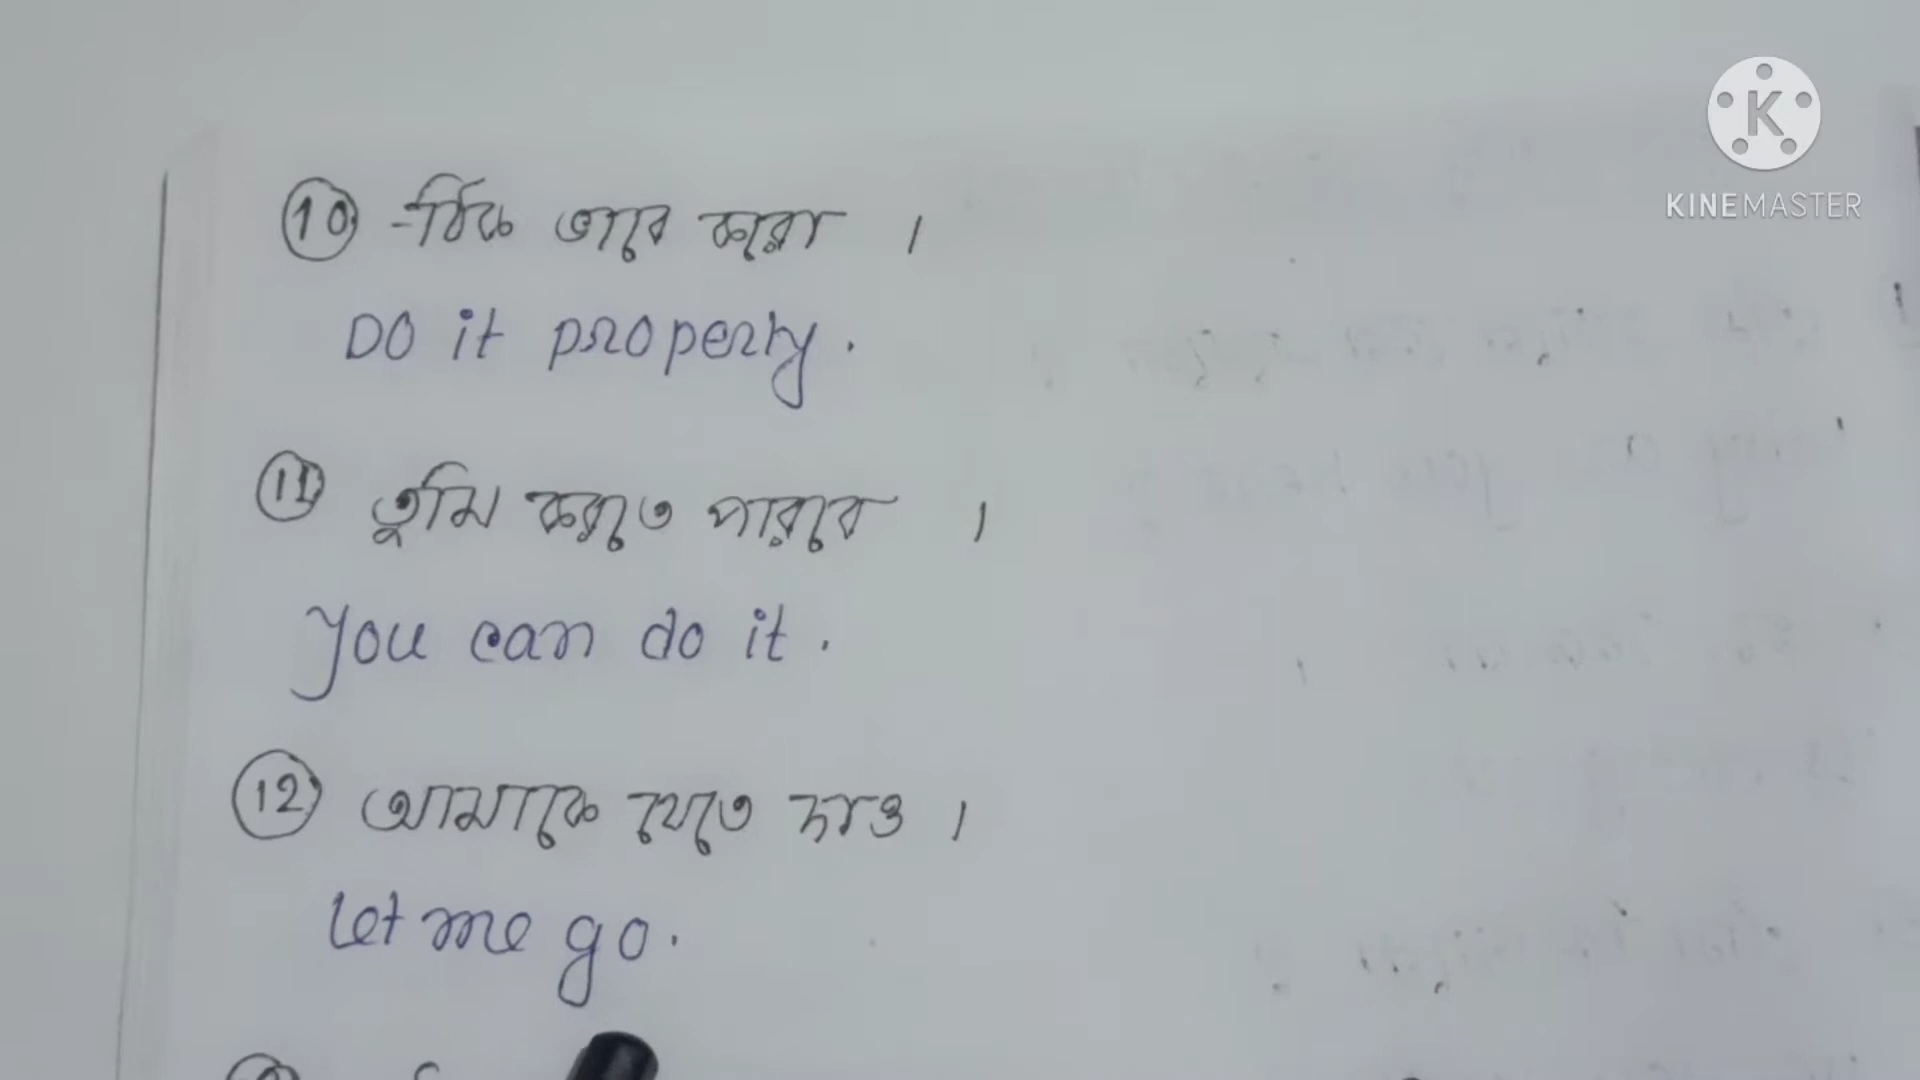 10 ঠিক ভাবে করো ।
Do it properly.
11 তুমি করতে পারবে ।
You can do it.
12 আমাকে যেতে দাও ।
Let me go.
K
KINEMASTER